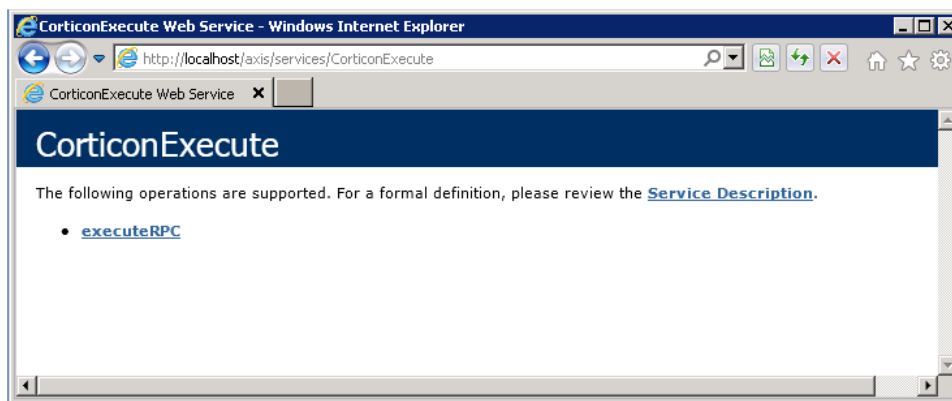 CorticonExecute Web Service - Windows Internet Explorer
http://localhost/axis/services/CorticonExecute
CorticonExecute Web Service
CorticonExecute
The following operations are supported. For a formal definition, please review the Service Description.
executeRPC